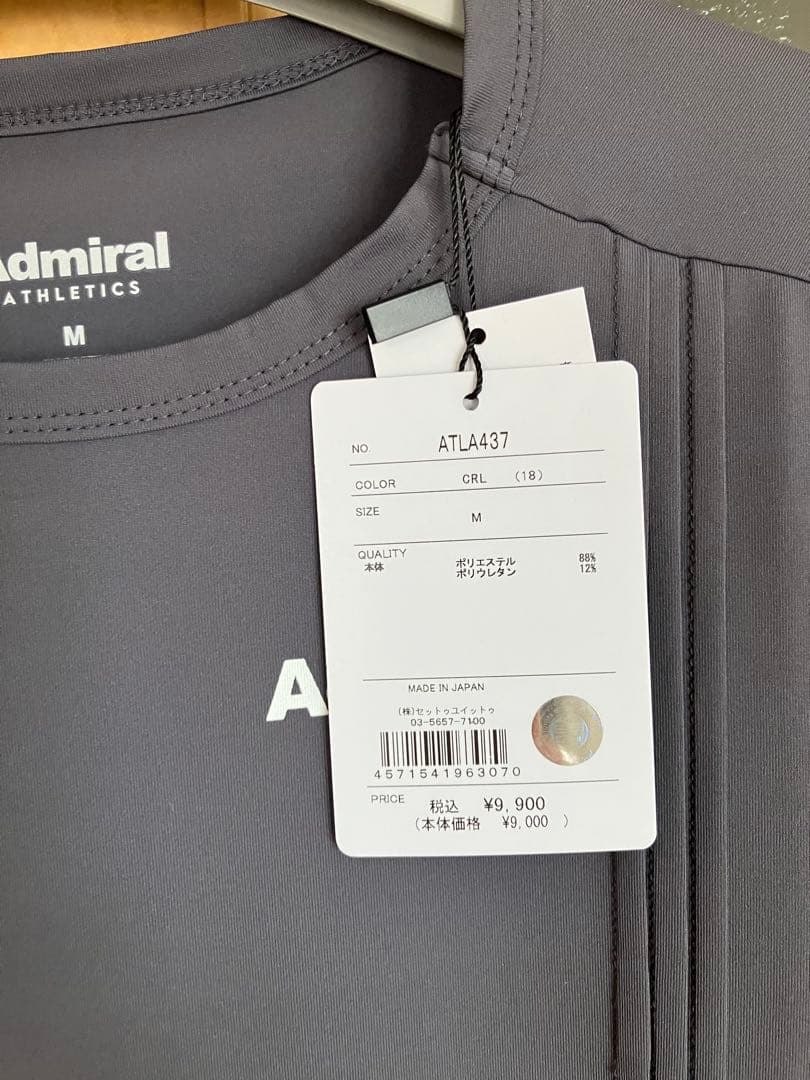 Admiral
ATHLETICS
M
NO. ATLA437
COLOR CRL (18)
SIZE M
QUALITY
本体 ポリエステル 88%
ポリウレタン 12%
MADE IN JAPAN
(株)セットゥユイットゥ
03-5657-7100
4571541963070
PRICE 税込 ¥9,900
(本体価格 ¥9,000 )
A